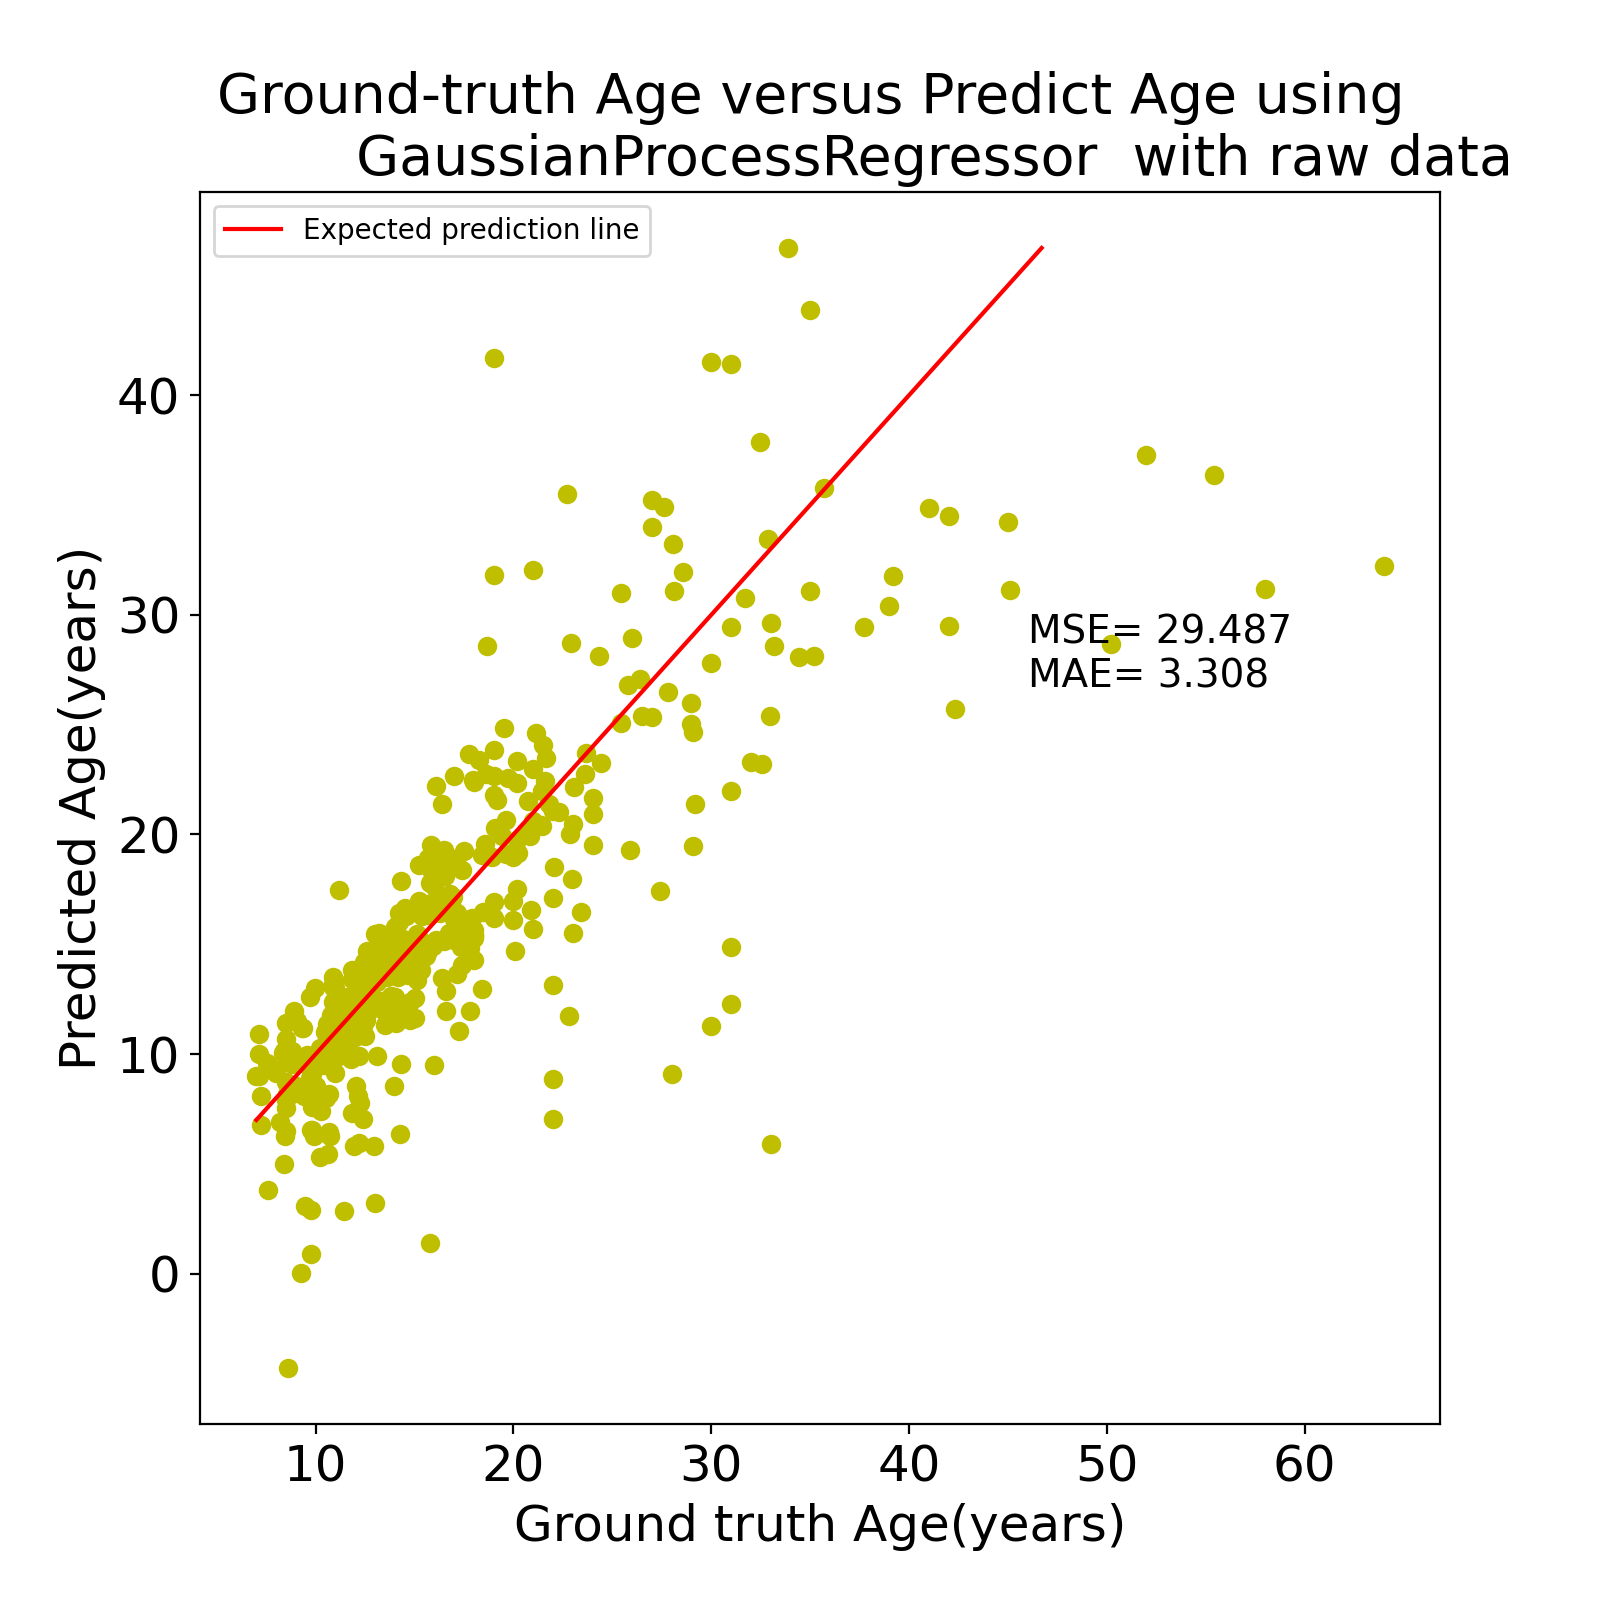 Ground-truth Age versus Predict Age using
GaussianProcessRegressor  with raw data
Expected prediction line
40
30
20
10
0
Predicted Age(years)
MSE= 29.487
MAE= 3.308
10 20 30 40 50 60
Ground truth Age(years)